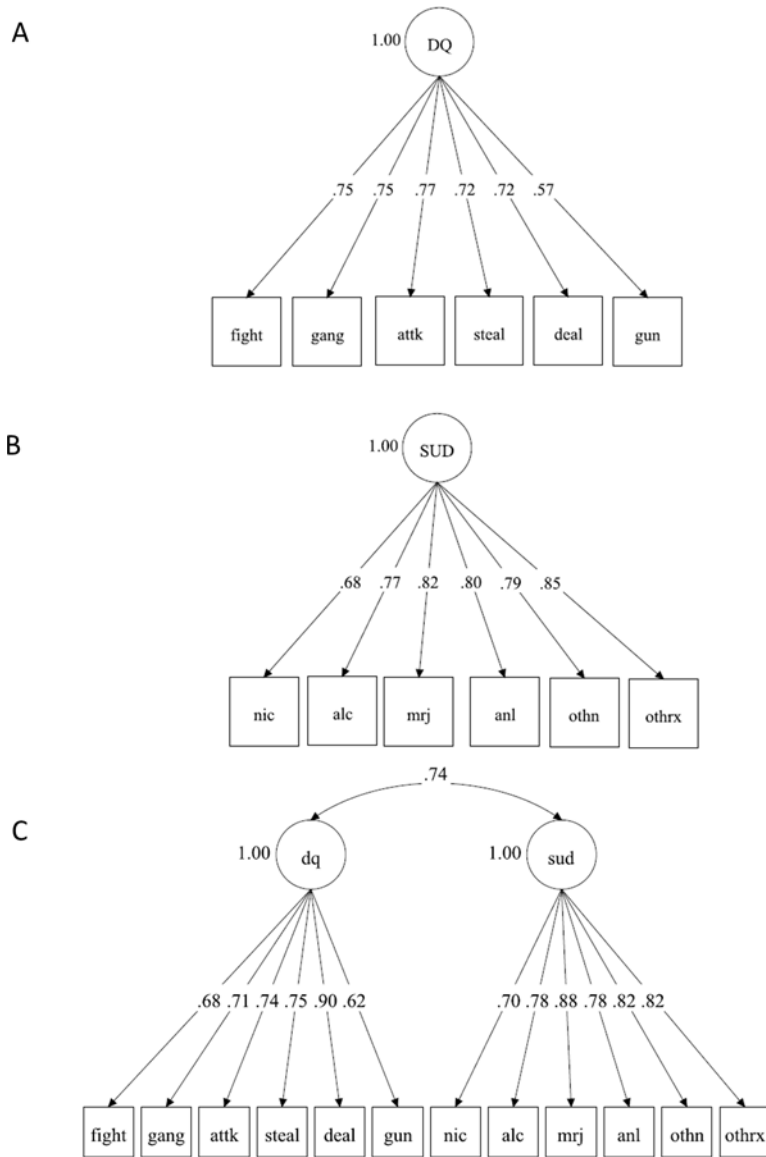 A
1.00 DQ
.75 .75 .77 .72 .72 .57
fight gang attk steal deal gun
B
1.00 SUD
.68 .77 .82 .80 .79 .85
nic alc mrj anl othn othrx
.74
C
1.00 dq 1.00 sud
.68 .71 .74 .75 .90 .62 .70 .78 .88 .78 .82 .82
fight gang attk steal deal gun nic alc mrj anl othn othrx